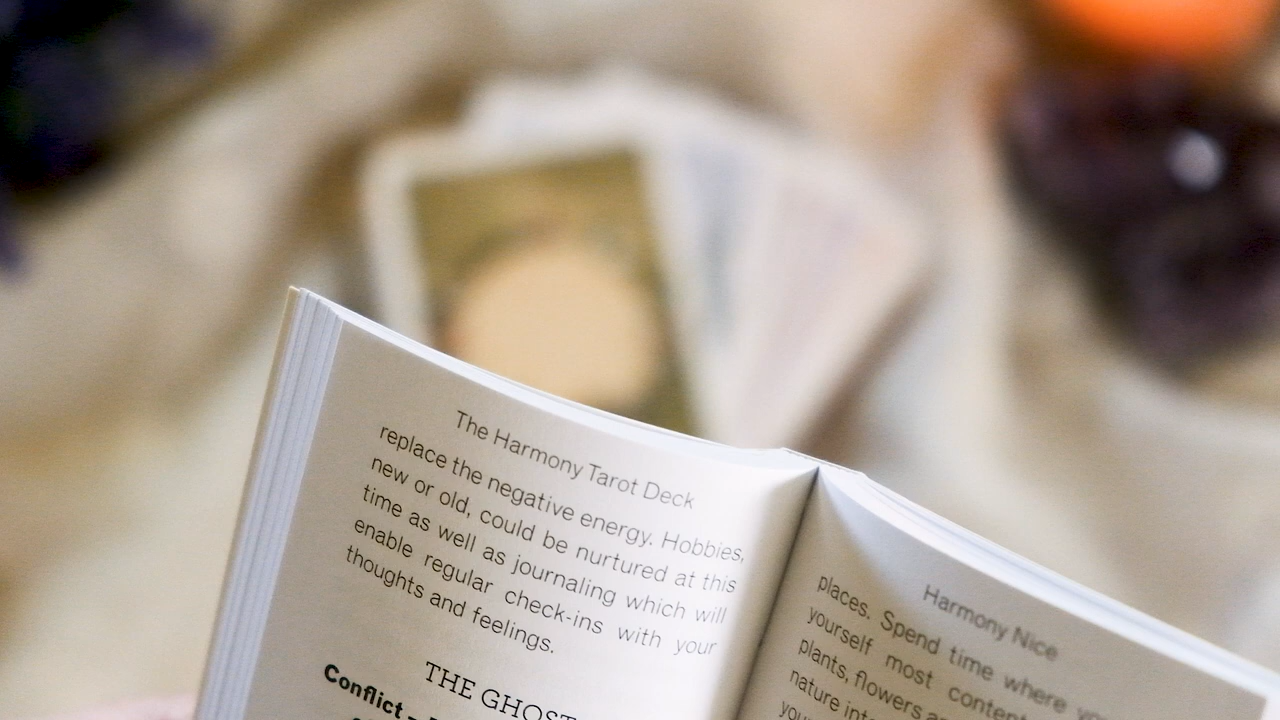 The Harmony Tarot Deck
replace the negative energy. Hobbies,
new or old, could be nurtured at this
time as well as journaling which will
enable regular check-ins with your
thoughts and feelings.
THE GHOST
Conflict –
Harmony Nice
places. Spend time where
yourself most content
plants, flowers
nature